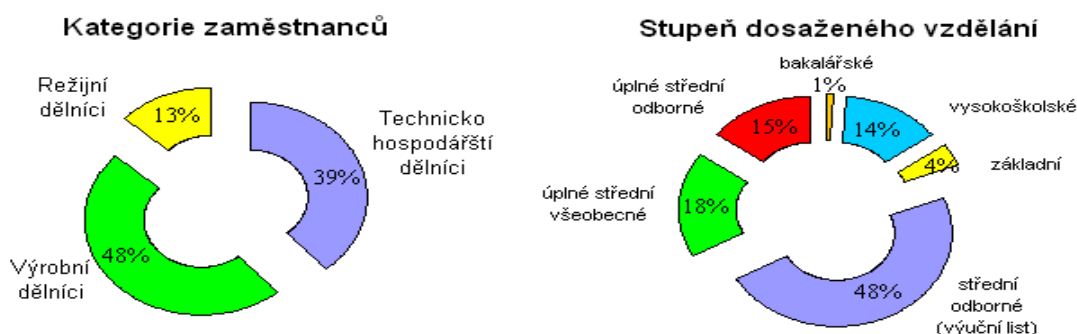 Kategorie zaměstnanců
Režijní
dělníci
13%
Technicko
hospodářští
dělníci
39%
Výrobní
dělníci
48%
Stupeň dosaženého vzdělání
bakalářské
1%
úplné střední
odborné
15%
14%
vysokoškolské
4%
základní
úplné střední
všeobecné
18%
48%
střední
odborné
(výuční list)